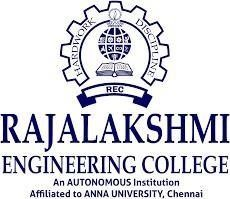 HARDWORK DISCIPLINE
REC
RAJALAKSHMI
ENGINEERING COLLEGE
An AUTONOMOUS Institution
Affiliated to ANNA UNIVERSITY, Chennai